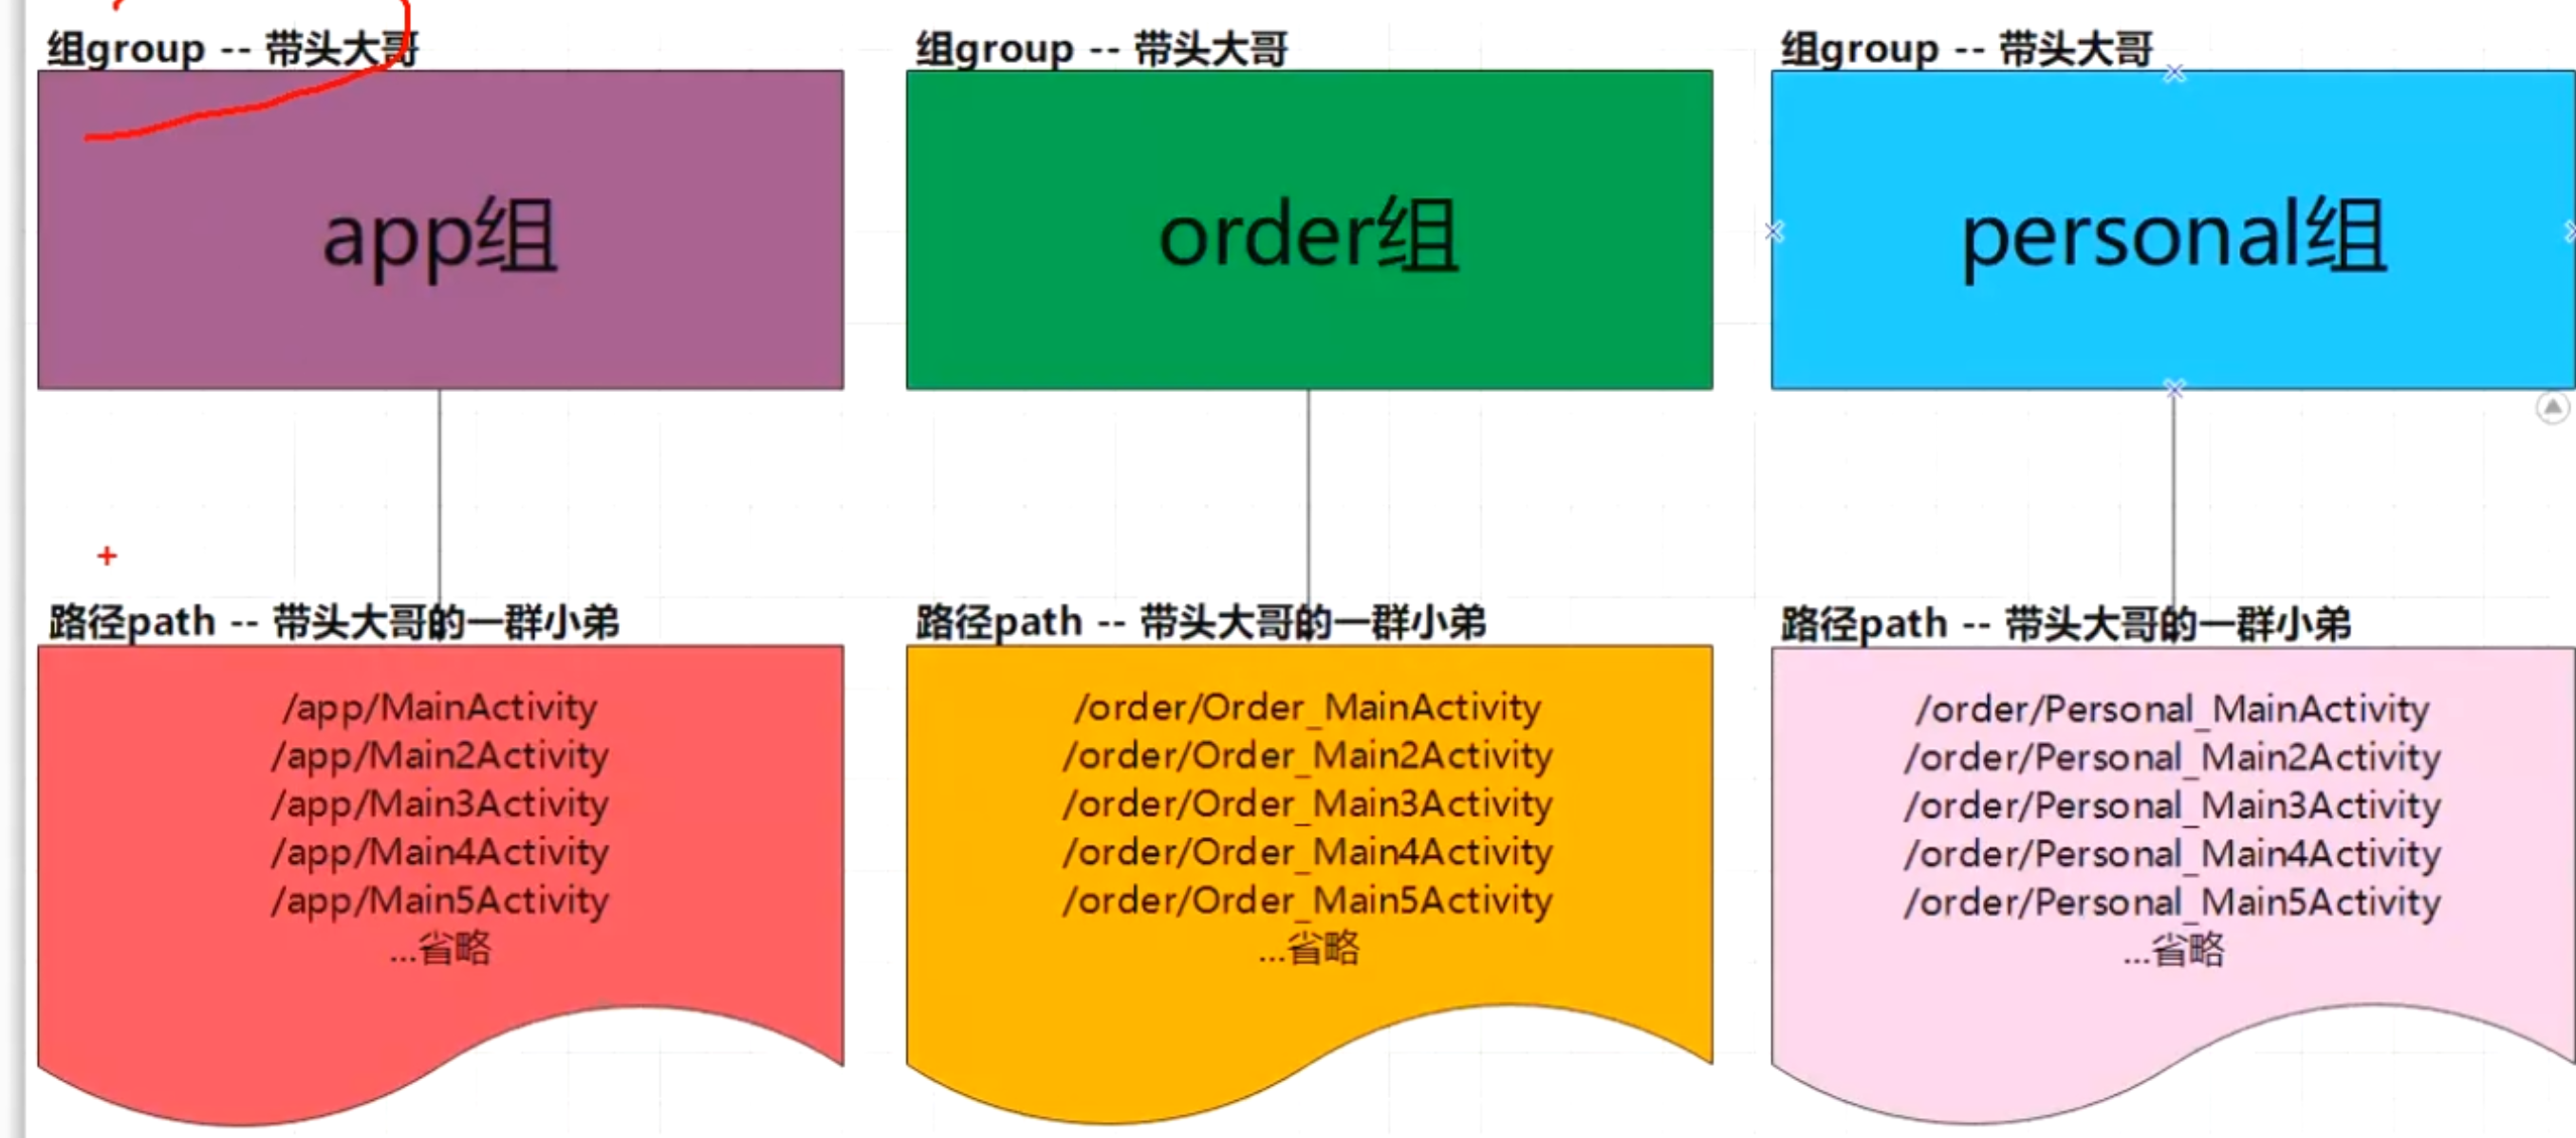 组group -- 带头大哥
组group -- 带头大哥
组group -- 带头大哥
app组
order组
personal组
路径path -- 带头大哥的一群小弟
路径path -- 带头大哥的一群小弟
路径path -- 带头大哥的一群小弟
/app/MainActivity
/app/Main2Activity
/app/Main3Activity
/app/Main4Activity
/app/Main5Activity
...省略
/order/Order_MainActivity
/order/Order_Main2Activity
/order/Order_Main3Activity
/order/Order_Main4Activity
/order/Order_Main5Activity
...省略
/order/Personal_MainActivity
/order/Personal_Main2Activity
/order/Personal_Main3Activity
/order/Personal_Main4Activity
/order/Personal_Main5Activity
...省略